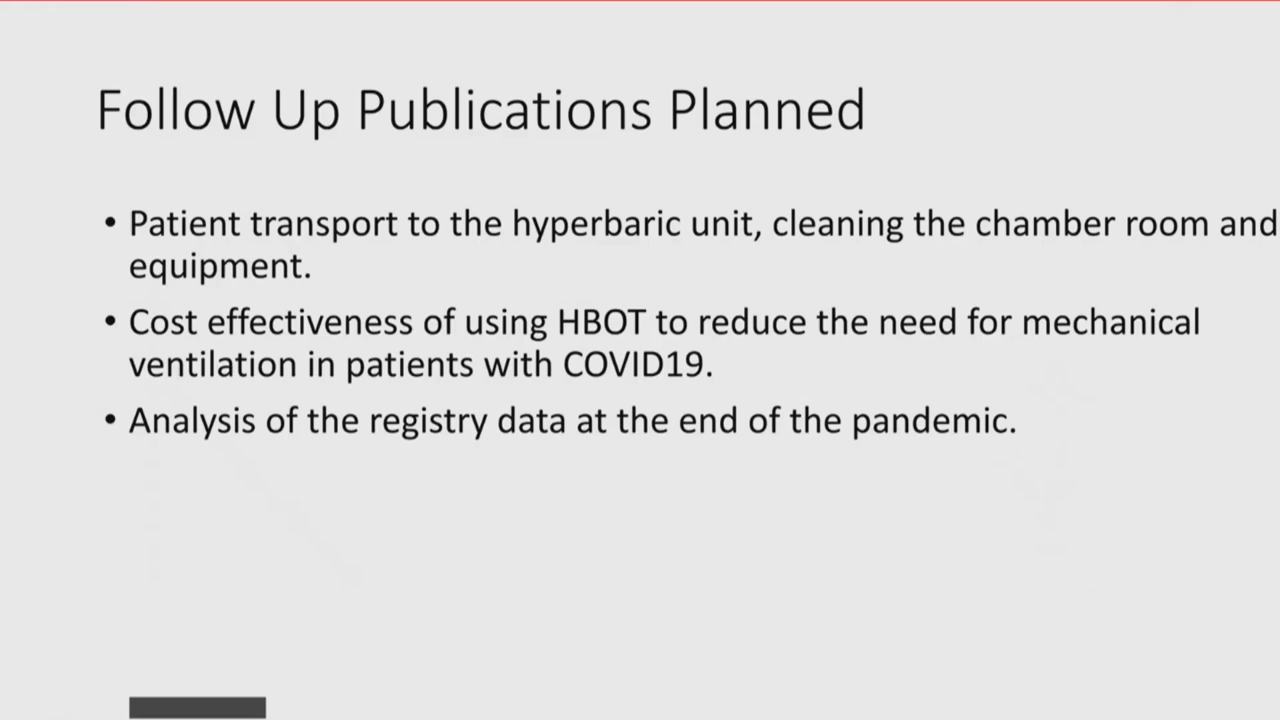 Follow Up Publications Planned
• Patient transport to the hyperbaric unit, cleaning the chamber room and
equipment.
• Cost effectiveness of using HBOT to reduce the need for mechanical
ventilation in patients with COVID19.
• Analysis of the registry data at the end of the pandemic.